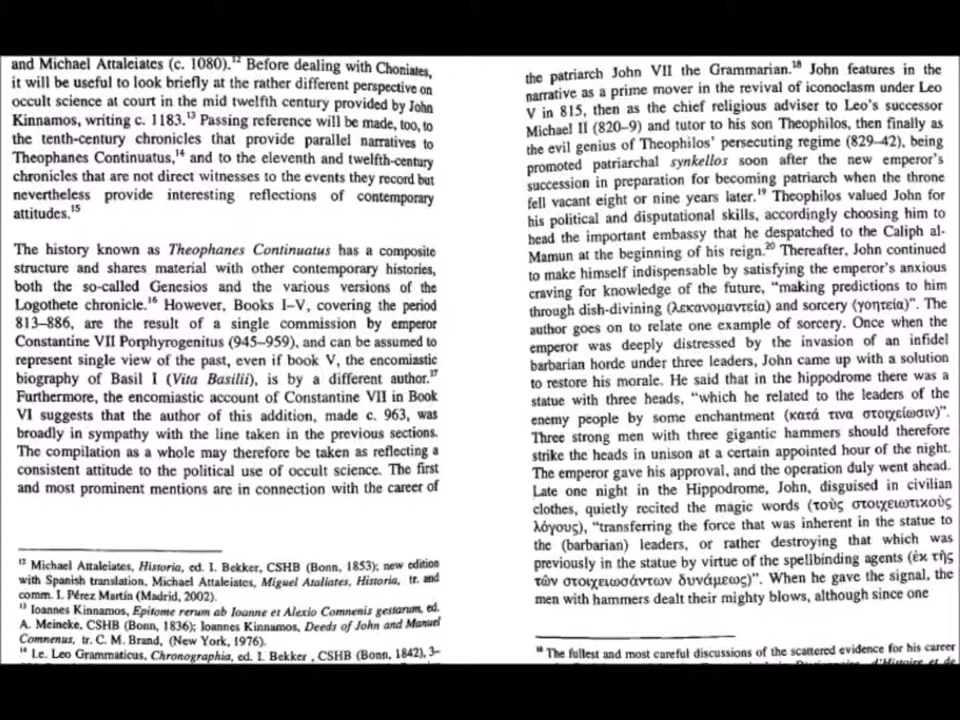 and Michael Attaleiates (c. 1080).¹² Before dealing with Choniates,
it will be useful to look briefly at the rather different perspective on
occult science at court in the mid twelfth century provided by John
Kinnamos, writing c. 1183.¹³ Passing reference will be made, too, to
the tenth-century chronicles that provide parallel narratives to
Theophanes Continuatus,¹⁴ and to the eleventh and twelfth-century
chronicles that are not direct witnesses to the events they record but
nevertheless provide interesting reflections of contemporary
attitudes.¹⁵
The history known as Theophanes Continuatus has a composite
structure and shares material with other contemporary histories,
both the so-called Genesios and the various versions of the
Logothete chronicle.¹⁶ However, Books I–V, covering the period
813–886, are the result of a single commission by emperor
Constantine VII Porphyrogenitus (945–959), and can be assumed to
represent single view of the past, even if book V, the encomiastic
biography of Basil I (Vita Basilii), is by a different author.¹⁷
Furthermore, the encomiastic account of Constantine VII in Book
VI suggests that the author of this addition, made c. 963, was
broadly in sympathy with the line taken in the previous sections.
The compilation as a whole may therefore be taken as reflecting a
consistent attitude to the political use of occult science. The first
and most prominent mentions are in connection with the career of
¹² Michael Attaleiates, Historia, ed. I. Bekker, CSHB (Bonn, 1853); new edition
with Spanish translation, Michael Attaleiates, Miguel Ataliates, Historia, tr. and
comm. I. Pérez Martín (Madrid, 2002).
¹³ Ioannes Kinnamos, Epitome rerum ab Ioanne et Alexio Comnenis gestarum, ed.
A. Meineke, CSHB (Bonn, 1836); Ioannes Kinnamos, Deeds of John and Manuel
Comnenus, tr. C. M. Brand, (New York, 1976).
¹⁴ I.e. Leo Grammaticus, Chronographia, ed. I. Bekker , CSHB (Bonn, 1842), 3–
the patriarch John VII the Grammarian.¹⁸ John features in the
narrative as a prime mover in the revival of iconoclasm under Leo
V in 815, then as the chief religious adviser to Leo's successor
Michael II (820–9) and tutor to his son Theophilos, then finally as
the evil genius of Theophilos' persecuting regime (829–42), being
promoted patriarchal synkellos soon after the new emperor's
succession in preparation for becoming patriarch when the throne
fell vacant eight or nine years later.¹⁹ Theophilos valued John for
his political and disputational skills, accordingly choosing him to
head the important embassy that he despatched to the Caliph al-
Mamun at the beginning of his reign.²⁰ Thereafter, John continued
to make himself indispensable by satisfying the emperor's anxious
craving for knowledge of the future, “making predictions to him
through dish-divining (λεκανομαντεία) and sorcery (γοητεία)”. The
author goes on to relate one example of sorcery. Once when the
emperor was deeply distressed by the invasion of an infidel
barbarian horde under three leaders, John came up with a solution
to restore his morale. He said that in the hippodrome there was a
statue with three heads, “which he related to the leaders of the
enemy people by some enchantment (κατά τινα στοιχείωσιν)”.
Three strong men with three gigantic hammers should therefore
strike the heads in unison at a certain appointed hour of the night.
The emperor gave his approval, and the operation duly went ahead.
Late one night in the Hippodrome, John, disguised in civilian
clothes, quietly recited the magic words (τοὺς στοιχειωτικοὺς
λόγους), “transferring the force that was inherent in the statue to
the (barbarian) leaders, or rather destroying that which was
previously in the statue by virtue of the spellbinding agents (ἐκ τῆς
τῶν στοιχειωσάντων δυνάμεως)”. When he gave the signal, the
men with hammers dealt their mighty blows, although since one
¹⁸ The fullest and most careful discussions of the scattered evidence for his career
d'Histoire et de